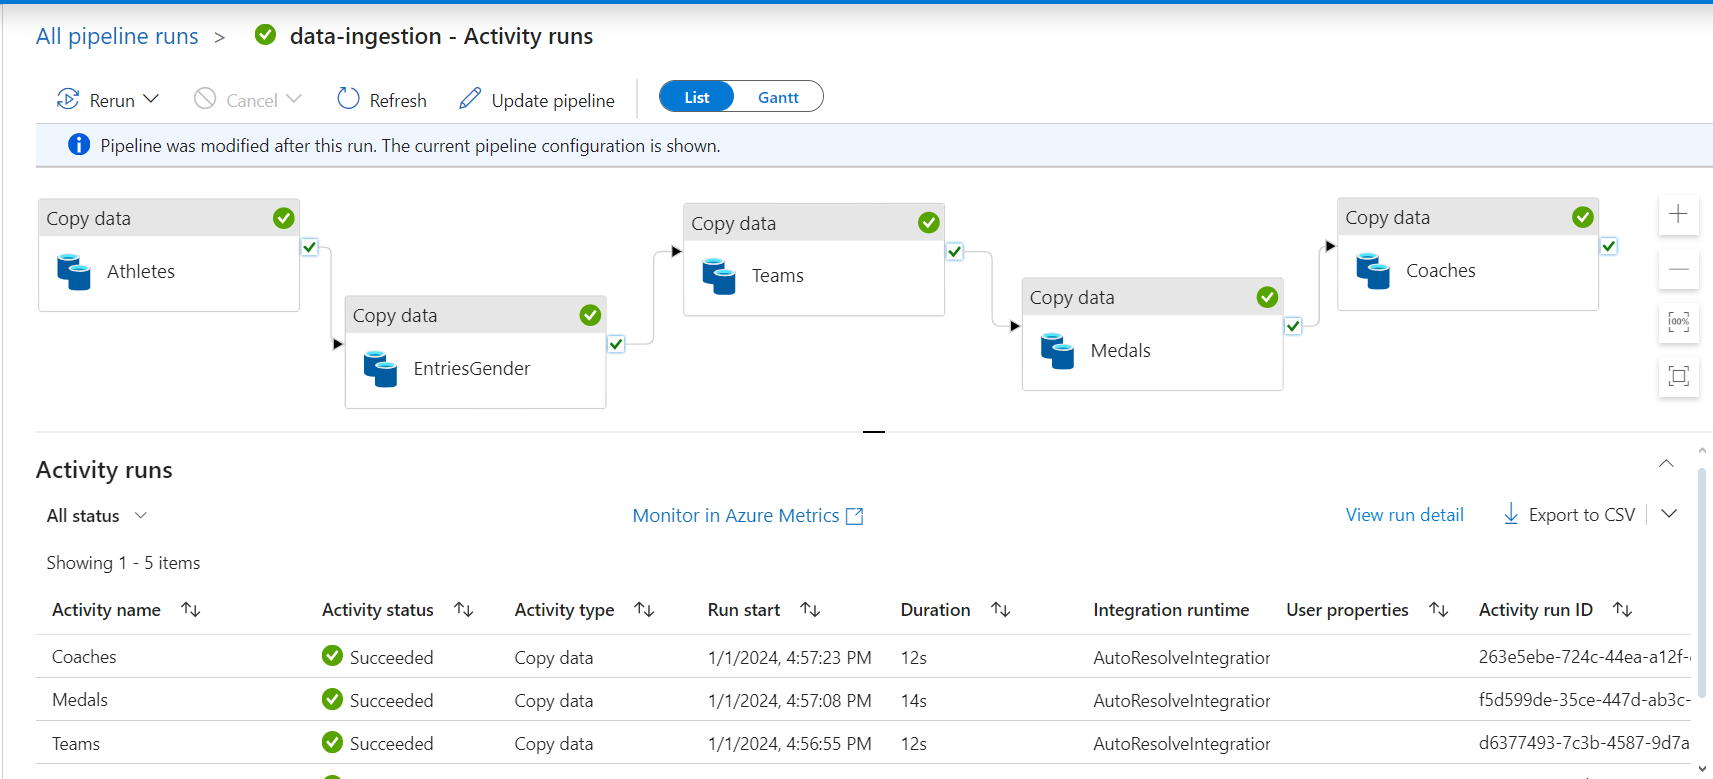 All pipeline runs > data-ingestion - Activity runs
Rerun Cancel Refresh Update pipeline List Gantt
Pipeline was modified after this run. The current pipeline configuration is shown.
Copy data
Athletes
Copy data
EntriesGender
Copy data
Teams
Copy data
Medals
Copy data
Coaches
100%
Activity runs
All status Monitor in Azure Metrics View run detail Export to CSV
Showing 1 - 5 items
Activity name Activity status Activity type Run start Duration Integration runtime User properties Activity run ID
Coaches Succeeded Copy data 1/1/2024, 4:57:23 PM 12s AutoResolveIntegration 263e5ebe-724c-44ea-a12f-
Medals Succeeded Copy data 1/1/2024, 4:57:08 PM 14s AutoResolveIntegration f5d599de-35ce-447d-ab3c-
Teams Succeeded Copy data 1/1/2024, 4:56:55 PM 12s AutoResolveIntegration d6377493-7c3b-4587-9d7a